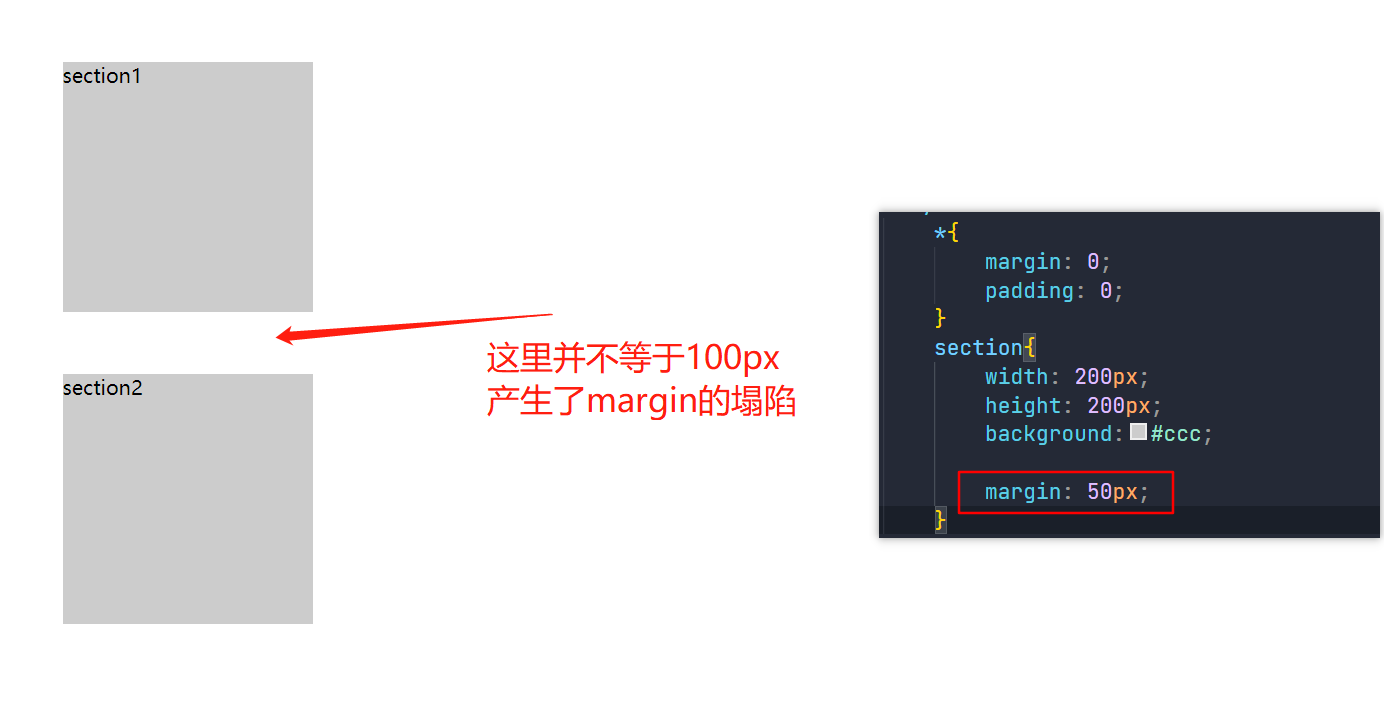 section1
这里并不等于100px
产生了margin的塌陷
section2
*{
margin: 0;
padding: 0;
}
section{
width: 200px;
height: 200px;
background: #ccc;
margin: 50px;
}